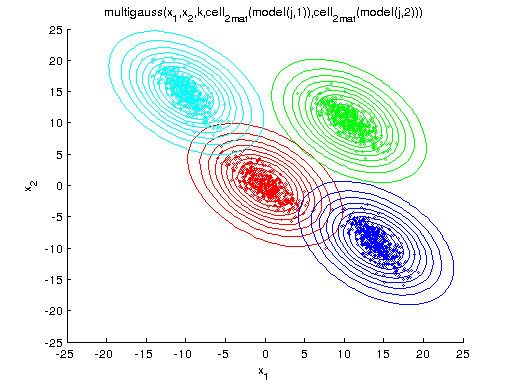 multigauss(x₁,x₂,k,cell₂ₘₐₜ(model(j,1)),cell₂ₘₐₜ(model(j,2)))
25
20
15
10
5
0
-5
-10
-15
-20
-25
x₂
-25 -20 -15 -10 -5 0 5 10 15 20 25
x₁